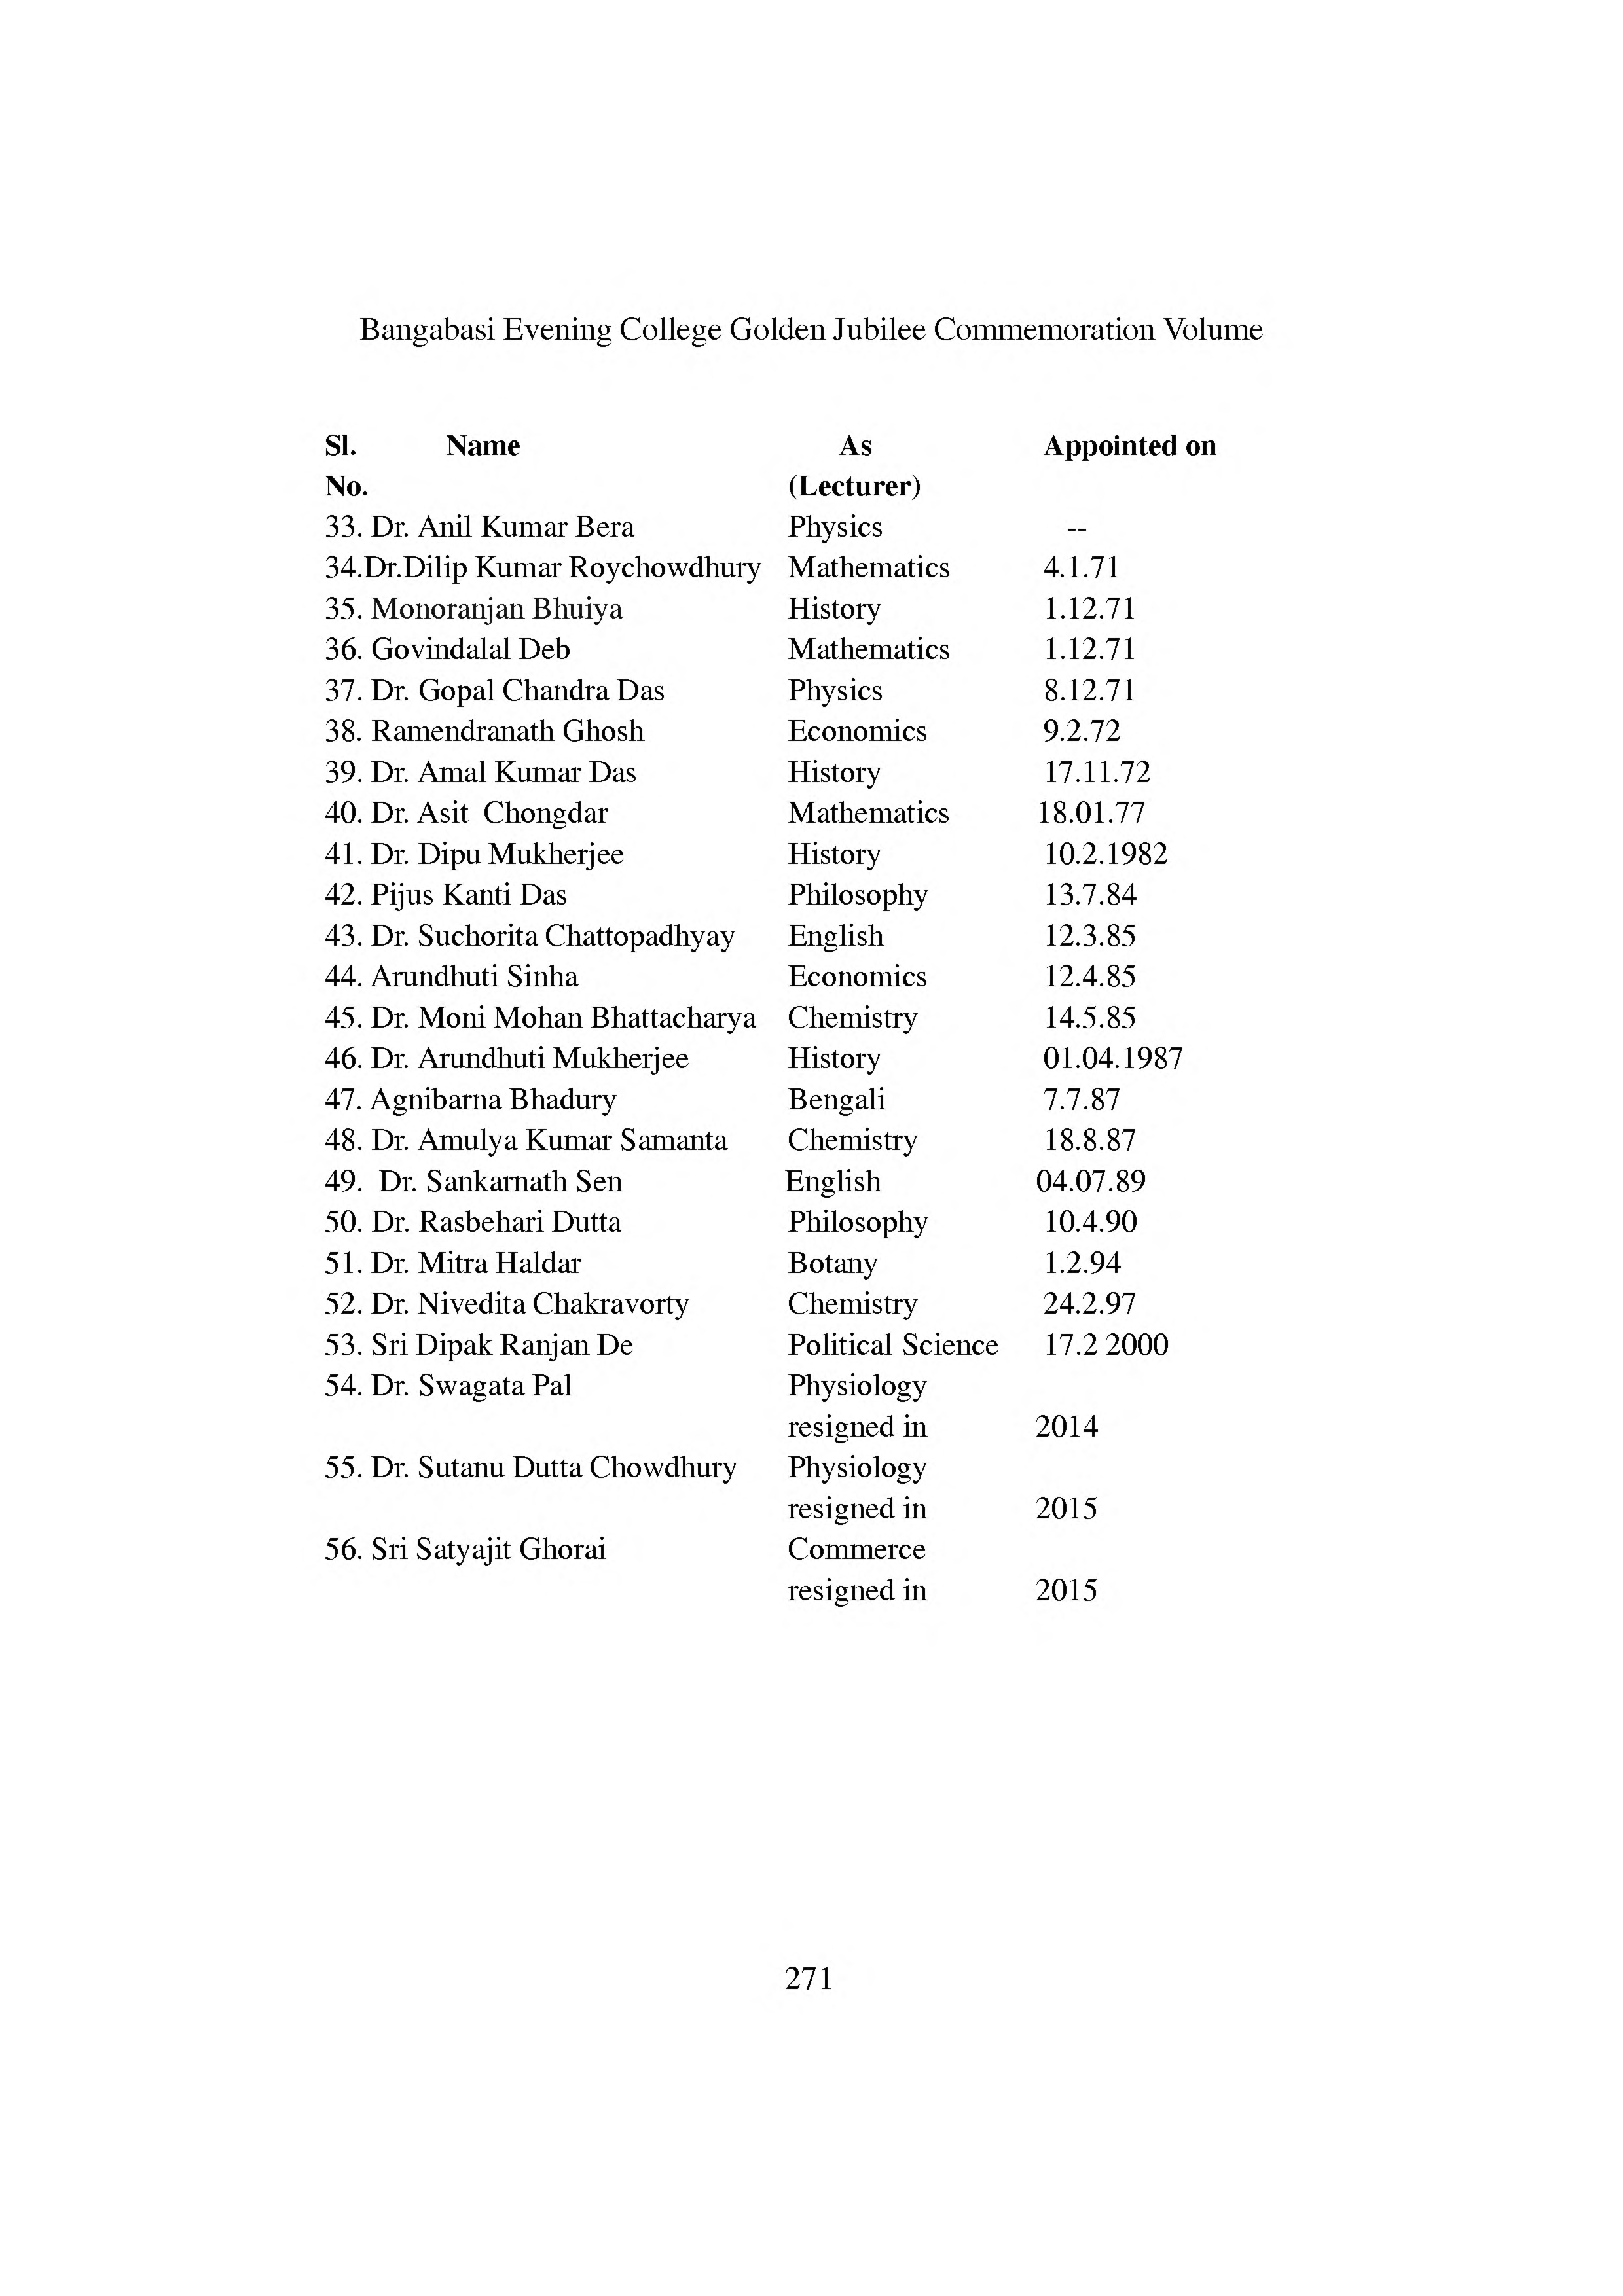 Bangabasi Evening College Golden Jubilee Commemoration Volume
Sl. Name As Appointed on
No. (Lecturer)
33. Dr. Anil Kumar Bera Physics --
34.Dr.Dilip Kumar Roychowdhury Mathematics 4.1.71
35. Monoranjan Bhuiya History 1.12.71
36. Govindalal Deb Mathematics 1.12.71
37. Dr. Gopal Chandra Das Physics 8.12.71
38. Ramendranath Ghosh Economics 9.2.72
39. Dr. Amal Kumar Das History 17.11.72
40. Dr. Asit Chongdar Mathematics 18.01.77
41. Dr. Dipu Mukherjee History 10.2.1982
42. Pijus Kanti Das Philosophy 13.7.84
43. Dr. Suchorita Chattopadhyay English 12.3.85
44. Arundhuti Sinha Economics 12.4.85
45. Dr. Moni Mohan Bhattacharya Chemistry 14.5.85
46. Dr. Arundhuti Mukherjee History 01.04.1987
47. Agnibarna Bhadury Bengali 7.7.87
48. Dr. Amulya Kumar Samanta Chemistry 18.8.87
49. Dr. Sankarnath Sen English 04.07.89
50. Dr. Rasbehari Dutta Philosophy 10.4.90
51. Dr. Mitra Haldar Botany 1.2.94
52. Dr. Nivedita Chakravorty Chemistry 24.2.97
53. Sri Dipak Ranjan De Political Science 17.2 2000
54. Dr. Swagata Pal Physiology
resigned in 2014
55. Dr. Sutanu Dutta Chowdhury Physiology
resigned in 2015
56. Sri Satyajit Ghorai Commerce
resigned in 2015
271